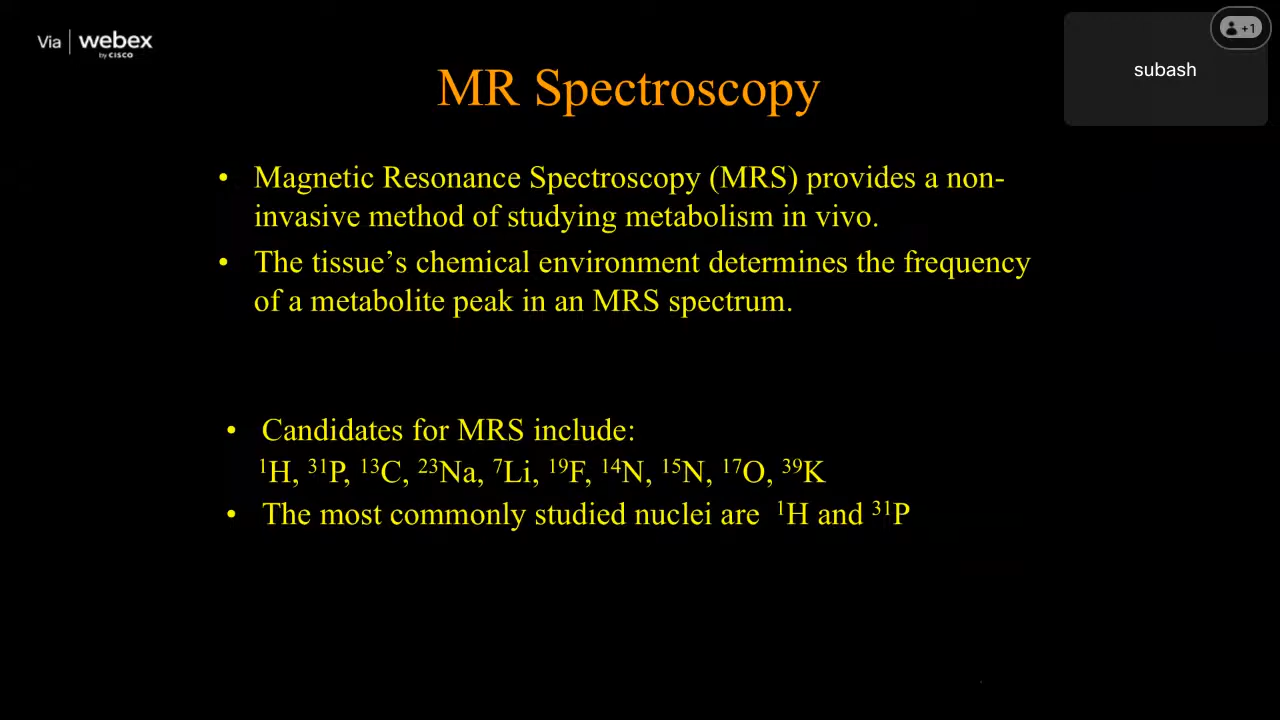 Via | webex
by CISCO
+1
subash
MR Spectroscopy
• Magnetic Resonance Spectroscopy (MRS) provides a non-
invasive method of studying metabolism in vivo.
• The tissue’s chemical environment determines the frequency
of a metabolite peak in an MRS spectrum.
• Candidates for MRS include:
¹H, ³¹P, ¹³C, ²³Na, ⁷Li, ¹⁹F, ¹⁴N, ¹⁵N, ¹⁷O, ³⁹K
• The most commonly studied nuclei are ¹H and ³¹P